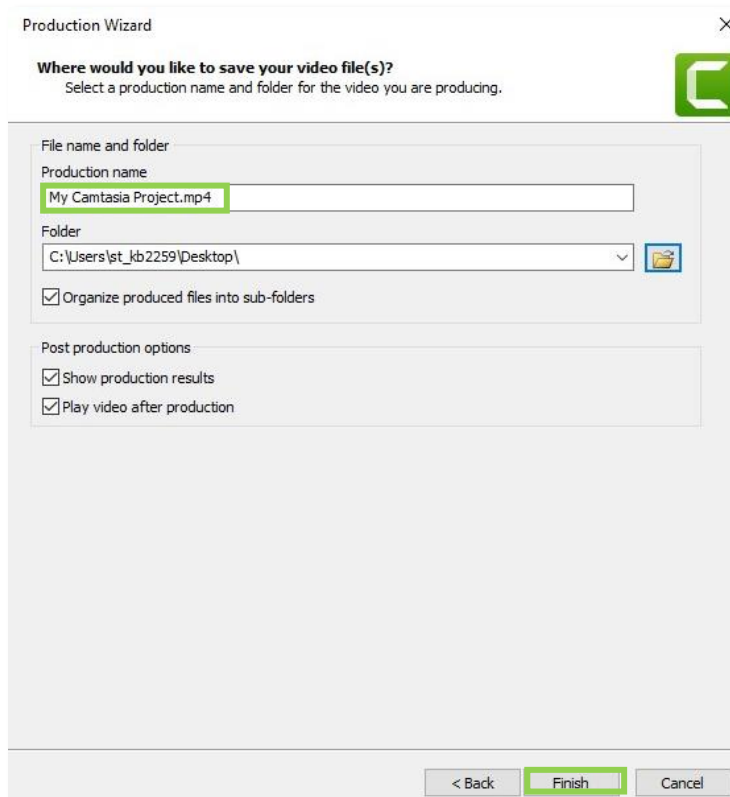 Production Wizard
Where would you like to save your video file(s)?
Select a production name and folder for the video you are producing.
File name and folder
Production name
My Camtasia Project.mp4
Folder
C:\Users\st_kb2259\Desktop\
Organize produced files into sub-folders
Post production options
Show production results
Play video after production
< Back Finish Cancel